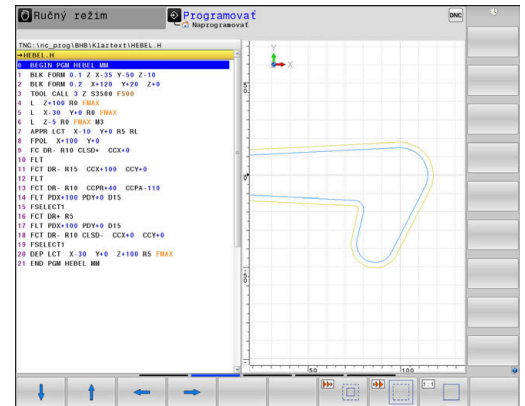 Ručný režim
Programovať
Naprogramovať
DNC
TNC:\nc_prog\BHB\Klartext\HEBEL.H
→HEBEL.H
0 BEGIN PGM HEBEL MM
1 BLK FORM 0.1 Z X-35 Y-50 Z-10
2 BLK FORM 0.2 X+120 Y+20 Z+0
3 TOOL CALL 3 Z S3500 F500
4 L Z+100 R0 FMAX
5 L X-30 Y+0 R0 FMAX
6 L Z-5 R0 FMAX M3
7 APPR LCT X-10 Y+0 R5 RL
8 FPOL X+100 Y+0
9 FC DR- R10 CLSD+ CCX+0
10 FLT
11 FCT DR- R15 CCX+100 CCY+0
12 FLT
13 FCT DR- R10 CCPR+40 CCPA-110
14 FLT PDX+100 PDY+0 D15
15 FSELECT1
16 FCT DR+ R5
17 FLT PDX+100 PDY+0 D15
18 FCT DR- R10 CLSD- CCX+0 CCY+0
19 FSELECT1
20 DEP LCT X-30 Y+0 Z+100 R5 FMAX
21 END PGM HEBEL MM
Y
X
50
0
-50
50
100
1:1